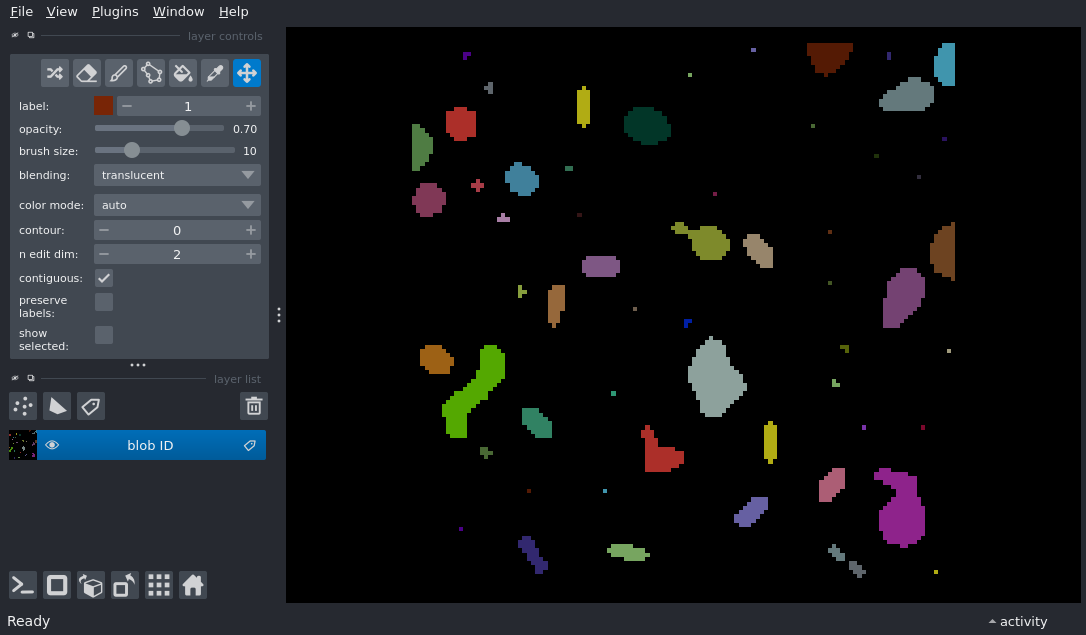 File View Plugins Window Help
layer controls
label: 1
opacity: 0.70
brush size: 10
blending: translucent
color mode: auto
contour: 0
n edit dim: 2
contiguous:
preserve
labels:
show
selected:
layer list
blob ID
Ready
activity